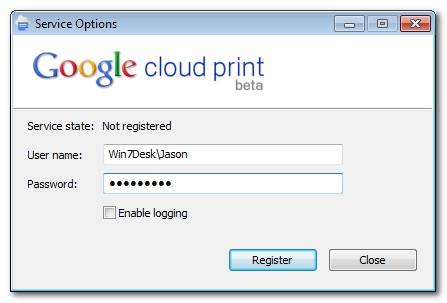 Service Options
Google cloud print
beta
Service state: Not registered
User name: Win7Desk\Jason
Password: •••••••••
Enable logging
Register Close